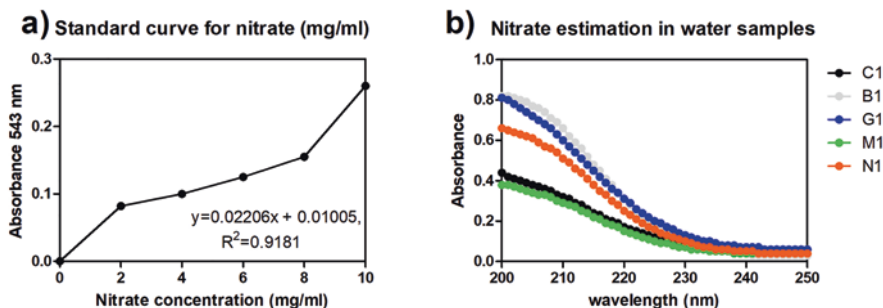 a) Standard curve for nitrate (mg/ml)
Absorbance 543 nm
0.3
0.2
0.1
0.0
y=0.02206x + 0.01005,
R²=0.9181
0 2 4 6 8 10
Nitrate concentration (mg/ml)
b) Nitrate estimation in water samples
Absorbance
1.0
0.8
0.6
0.4
0.2
0.0
200 210 220 230 240 250
wavelength (nm)
C1
B1
G1
M1
N1